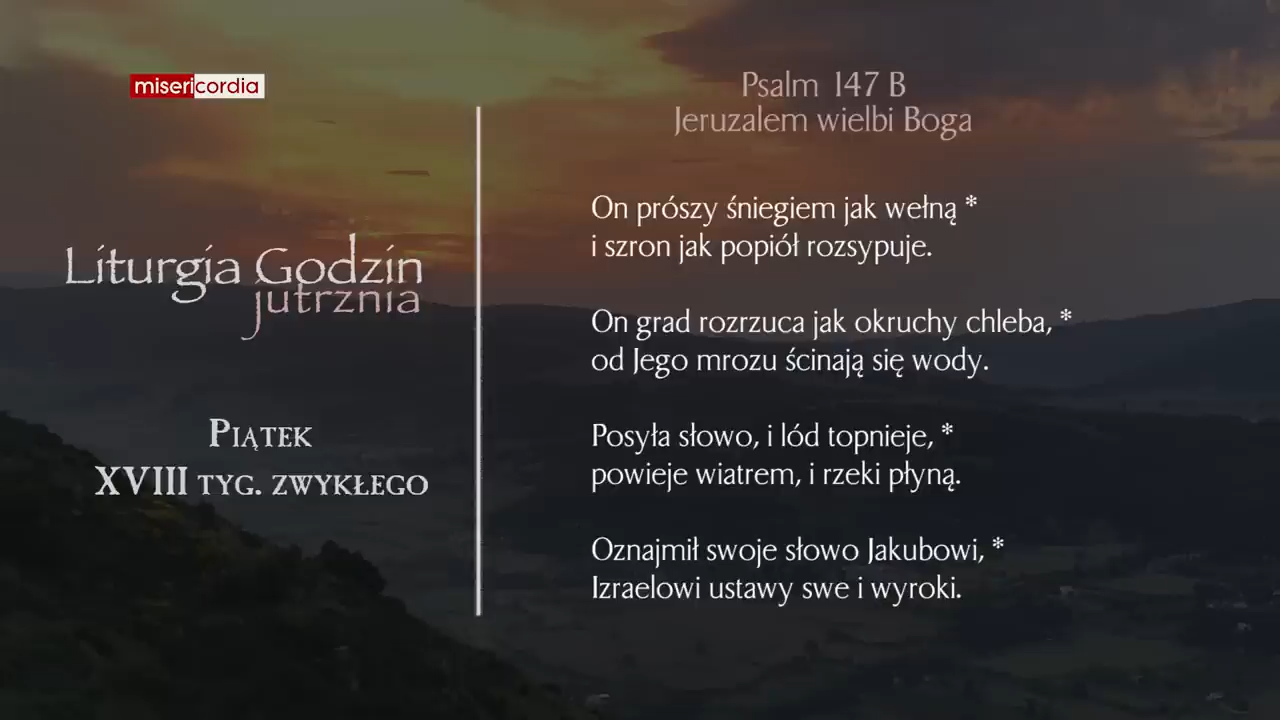 misericordia
Liturgia Godzin
jutrznia
Piątek
XVIII tyg. zwykłego
Psalm 147 B
Jeruzalem wielbi Boga
On prószy śniegiem jak wełną *
i szron jak popiół rozsypuje.
On grad rozrzuca jak okruchy chleba, *
od Jego mrozu ścinają się wody.
Posyła słowo, i lód topnieje, *
powieje wiatrem, i rzeki płyną.
Oznajmił swoje słowo Jakubowi, *
Izraelowi ustawy swe i wyroki.